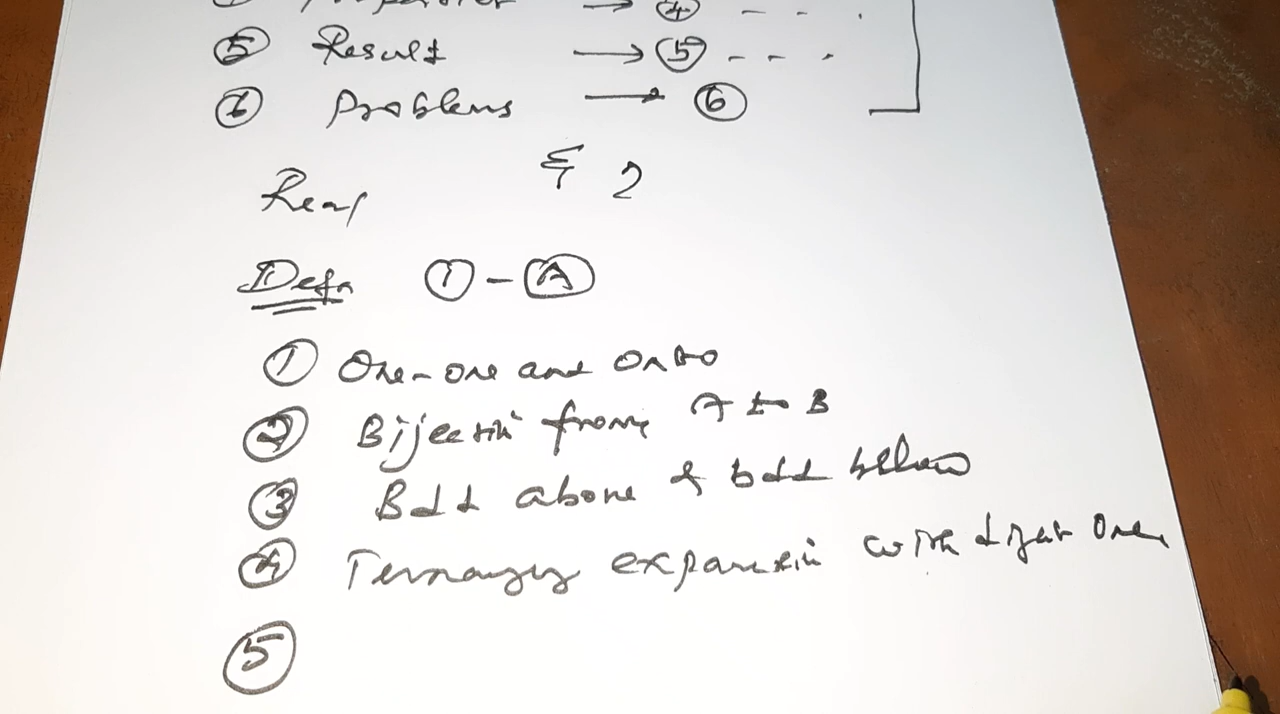 → ④ - - .
⑤ Result → ⑤ - - -
⑥ Problems → ⑥
& 2
Real
Defn ① - Ⓐ
① One-one and onto
② Bijection from A to B
③ Bdd above & bdd below
④ Ternary expansion with digit One
⑤